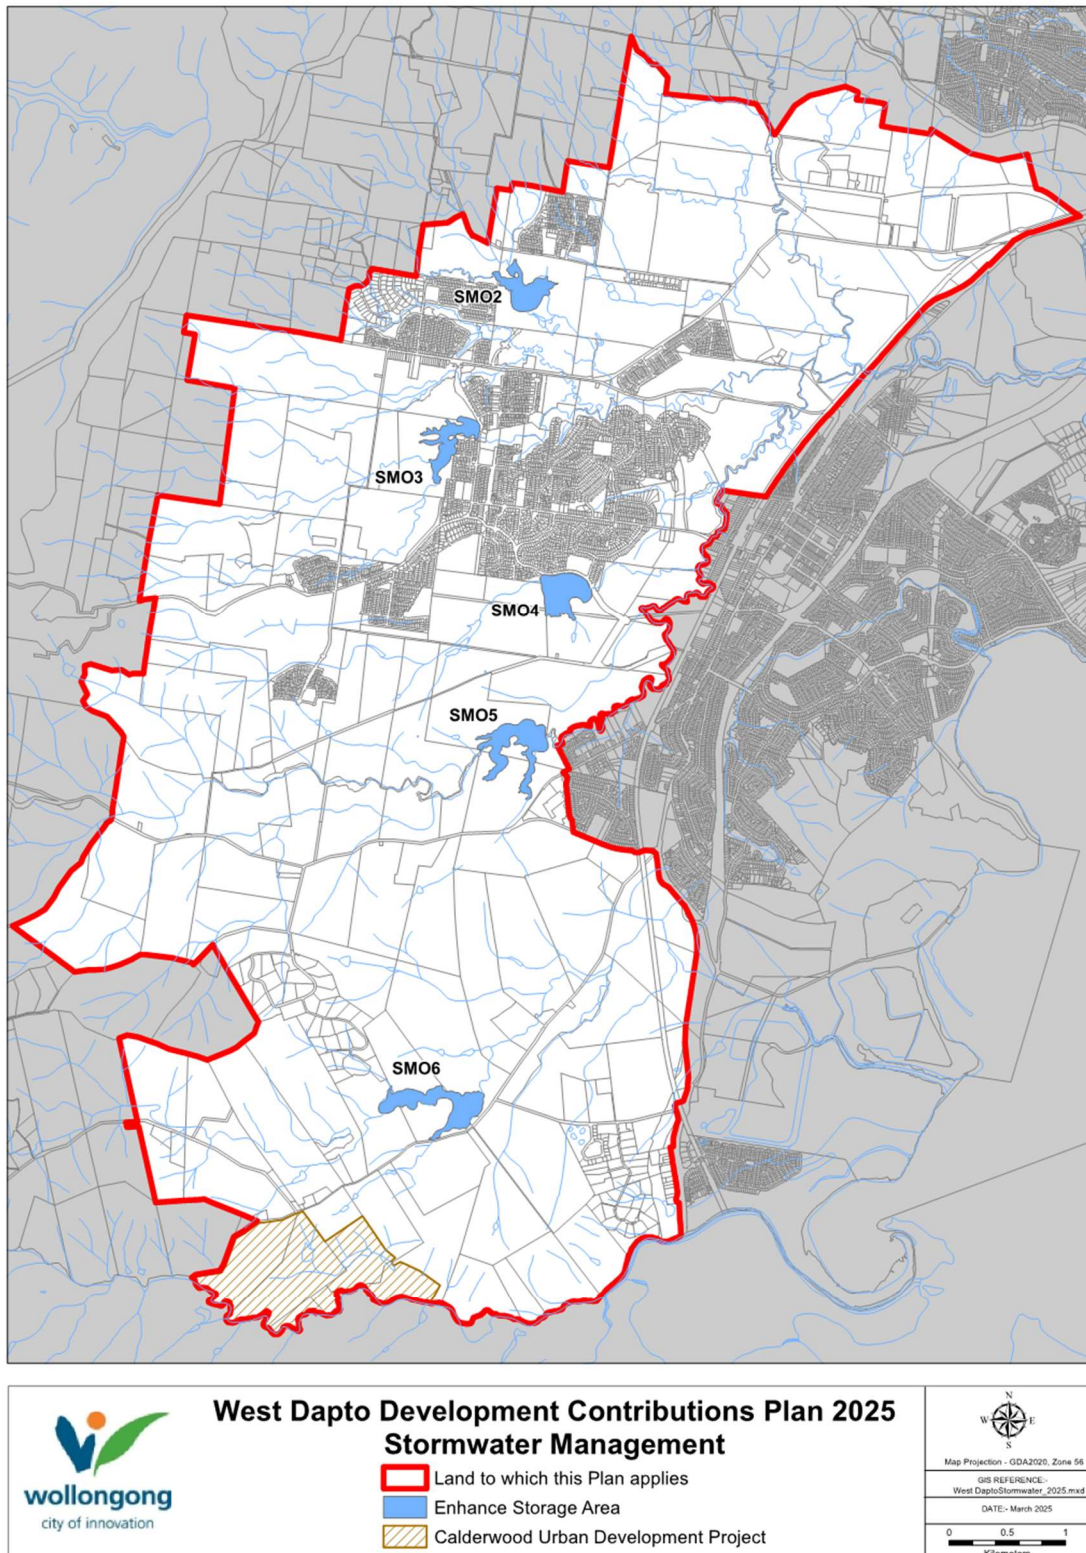 SMO2
SMO3
SMO4
SMO5
SMO6
wollongong
city of innovation
West Dapto Development Contributions Plan 2025
Stormwater Management
Land to which this Plan applies
Enhance Storage Area
Calderwood Urban Development Project
N
W E
S
Map Projection - GDA2020, Zone 56
GIS REFERENCE:-
West DaptoStormwater_2025.mxd
DATE:- March 2025
0 0.5 1
Kilometers